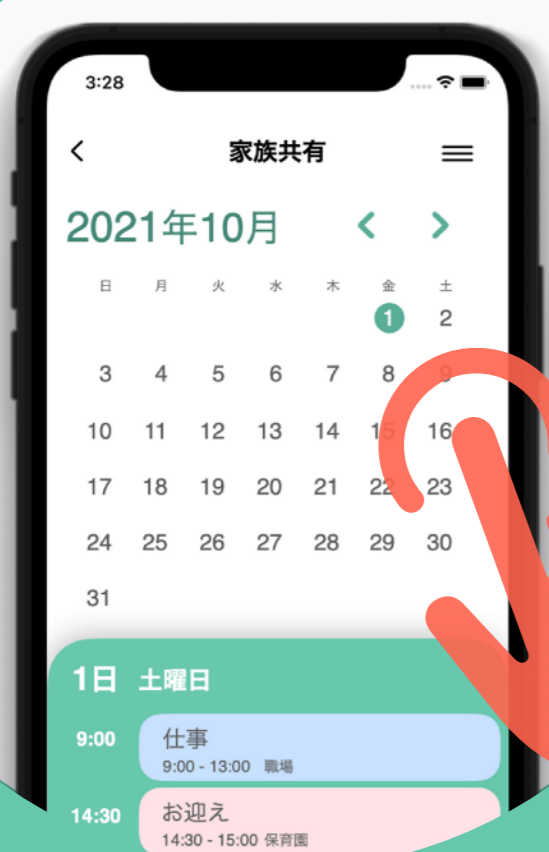 3:28
家族共有
2021年10月
日 月 火 水 木 金 土
1 2
3 4 5 6 7 8 9
10 11 12 13 14 15 16
17 18 19 20 21 22 23
24 25 26 27 28 29 30
31
1日 土曜日
9:00 仕事
9:00 - 13:00 職場
14:30 お迎え
14:30 - 15:00 保育園